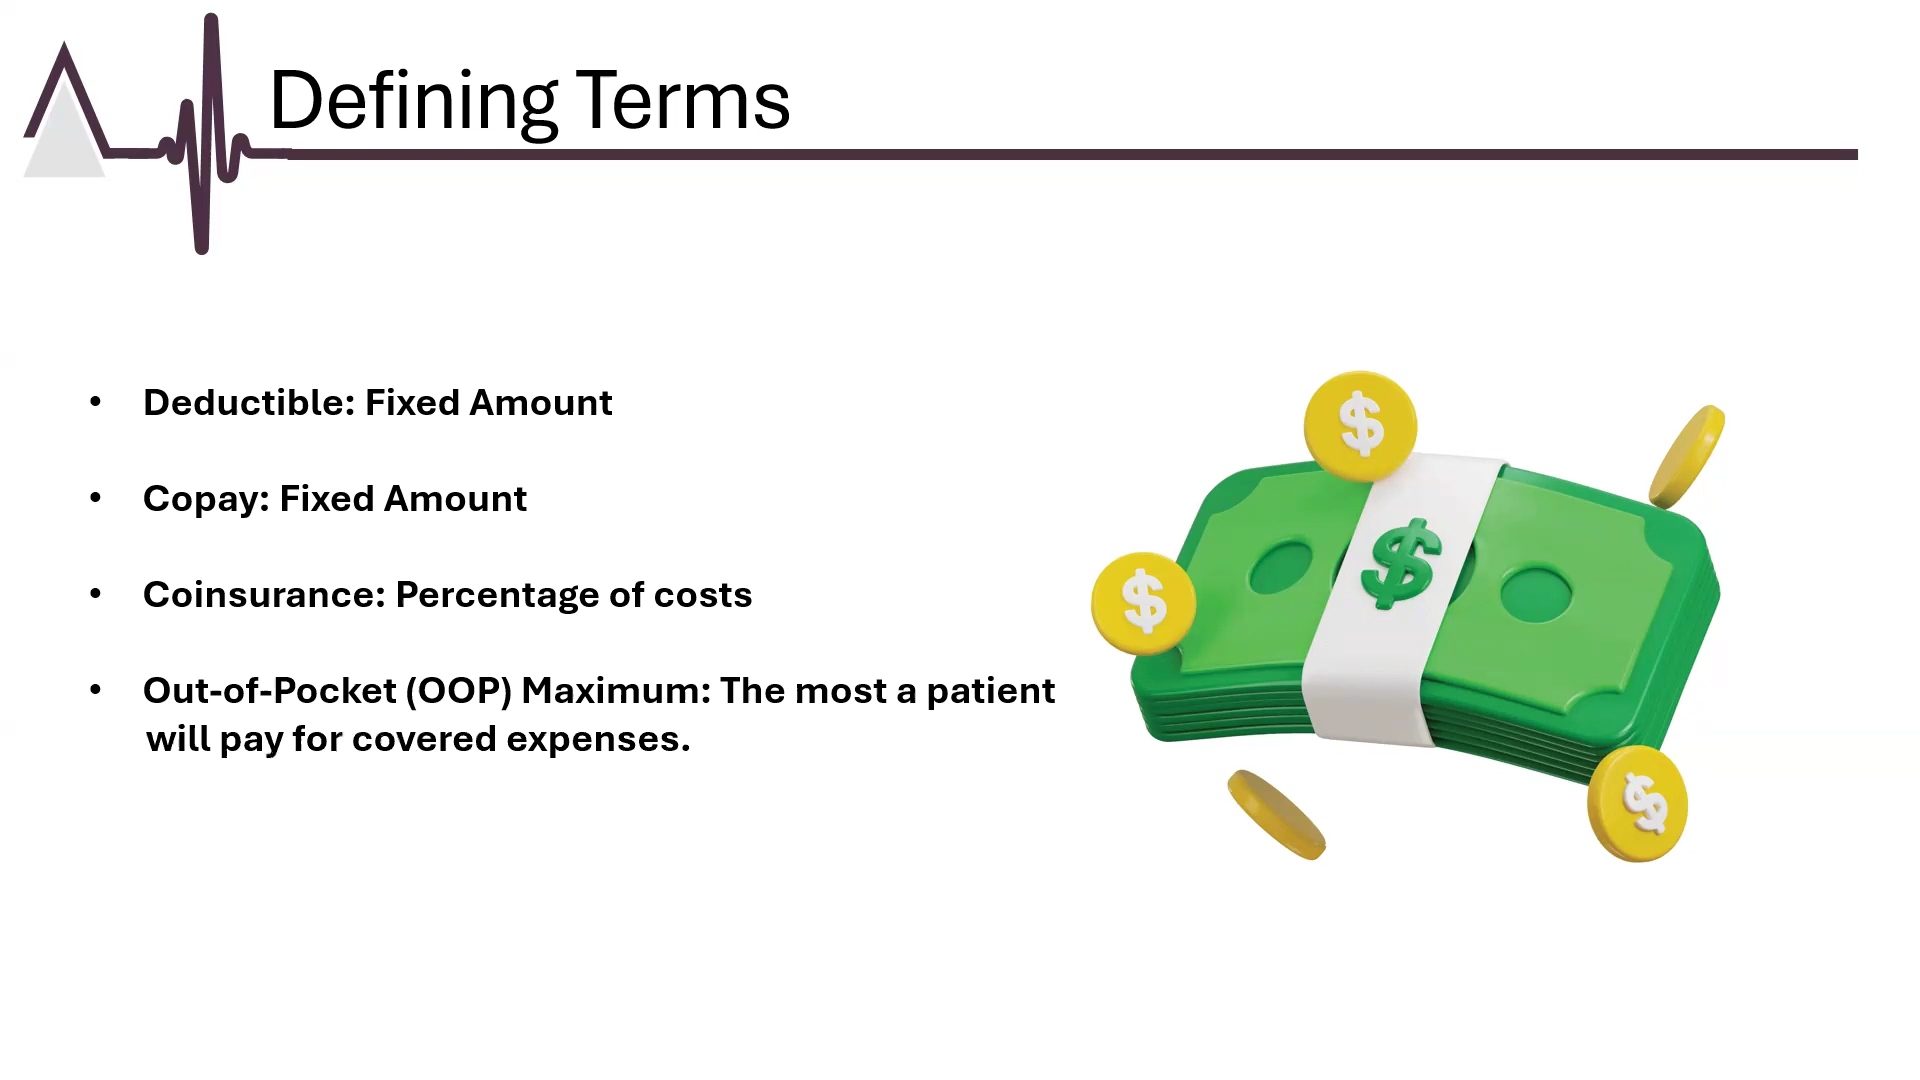 Defining Terms
• Deductible: Fixed Amount
• Copay: Fixed Amount
• Coinsurance: Percentage of costs
• Out-of-Pocket (OOP) Maximum: The most a patient
will pay for covered expenses.
$
$
$
$